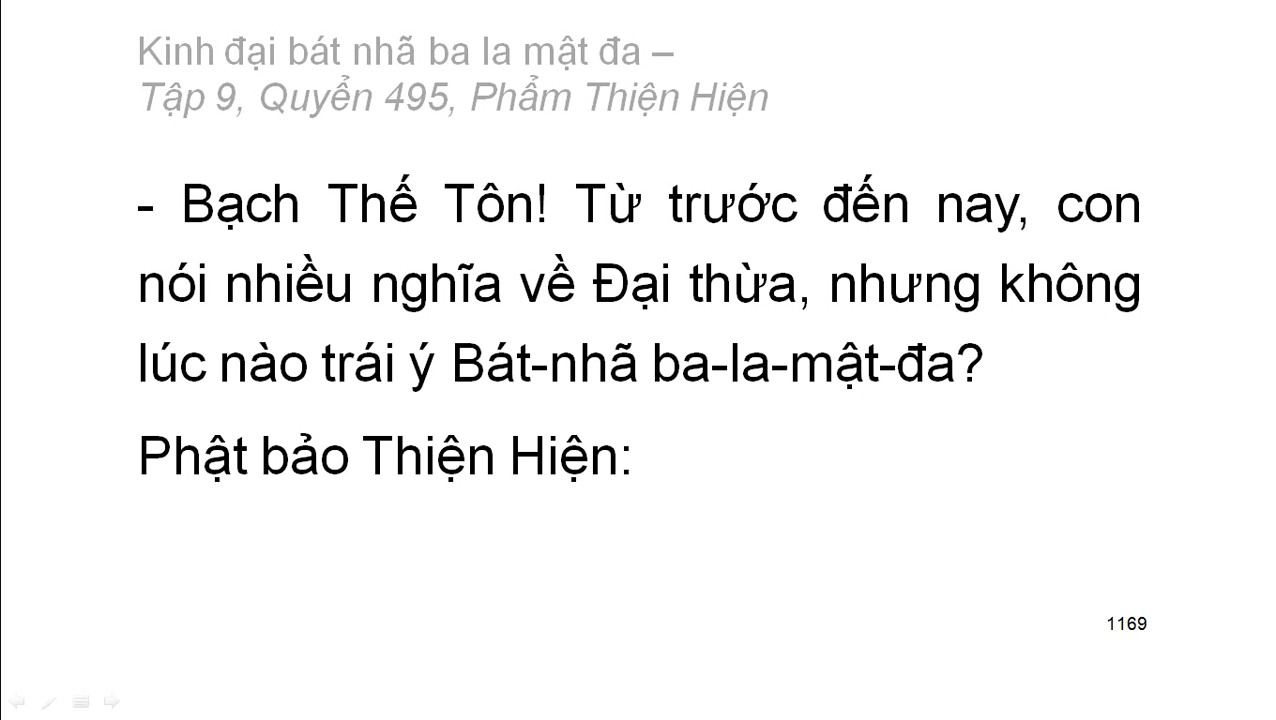 Kinh đại bát nhã ba la mật đa –
Tập 9, Quyển 495, Phẩm Thiện Hiện
- Bạch Thế Tôn! Từ trước đến nay, con
nói nhiều nghĩa về Đại thừa, nhưng không
lúc nào trái ý Bát-nhã ba-la-mật-đa?
Phật bảo Thiện Hiện:
1169